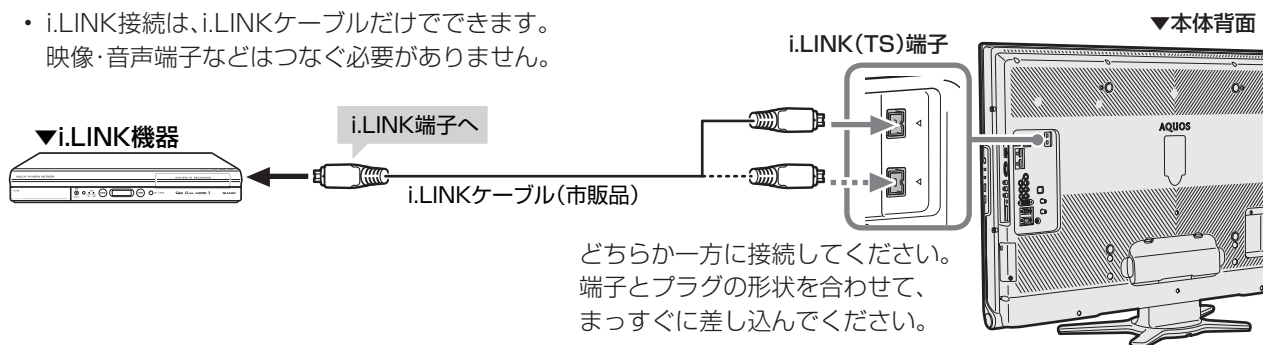 • i.LINK接続は、i.LINKケーブルだけでできます。
映像・音声端子などはつなぐ必要がありません。
▼本体背面
i.LINK（TS）端子
AQUOS
▼i.LINK機器
i.LINK端子へ
i.LINKケーブル（市販品）
どちらか一方に接続してください。
端子とプラグの形状を合わせて、
まっすぐに差し込んでください。